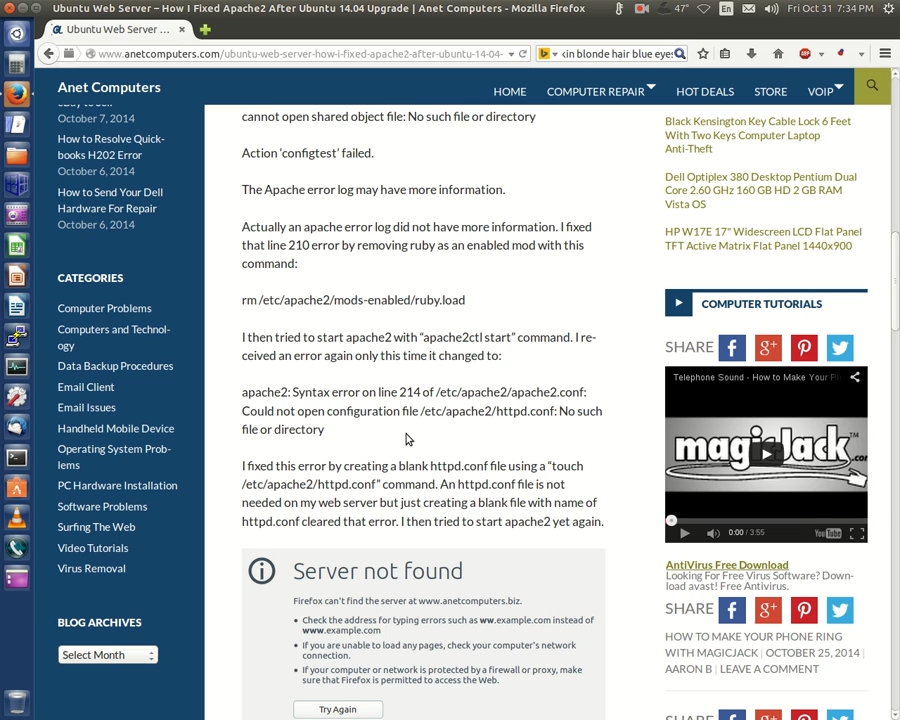 Ubuntu Web Server – How I Fixed Apache2 After Ubuntu 14.04 Upgrade | Anet Computers - Mozilla Firefox
47° En Fri Oct 31 7:34 PM
Ubuntu Web Server ...
www.anetcomputers.com/ubuntu-web-server-how-i-fixed-apache2-after-ubuntu-14-04-
kin blonde hair blue eyes
Anet Computers
HOME COMPUTER REPAIR HOT DEALS STORE VOIP
eBay to Sell
October 7, 2014
How to Resolve Quick-
books H202 Error
October 6, 2014
How to Send Your Dell
Hardware For Repair
October 6, 2014
CATEGORIES
Computer Problems
Computers and Technol-
ogy
Data Backup Procedures
Email Client
Email Issues
Handheld Mobile Device
Operating System Prob-
lems
PC Hardware Installation
Software Problems
Surfing The Web
Video Tutorials
Virus Removal
BLOG ARCHIVES
Select Month
cannot open shared object file: No such file or directory
Action ‘configtest’ failed.
The Apache error log may have more information.
Actually an apache error log did not have more information. I fixed
that line 210 error by removing ruby as an enabled mod with this
command:
rm /etc/apache2/mods-enabled/ruby.load
I then tried to start apache2 with “apache2ctl start” command. I re-
ceived an error again only this time it changed to:
apache2: Syntax error on line 214 of /etc/apache2/apache2.conf:
Could not open configuration file /etc/apache2/httpd.conf: No such
file or directory
I fixed this error by creating a blank httpd.conf file using a “touch
/etc/apache2/httpd.conf” command. An httpd.conf file is not
needed on my web server but just creating a blank file with name of
httpd.conf cleared that error. I then tried to start apache2 yet again.
Server not found
Firefox can't find the server at www.anetcomputers.biz.
• Check the address for typing errors such as ww.example.com instead of
www.example.com
• If you are unable to load any pages, check your computer's network
connection.
• If your computer or network is protected by a firewall or proxy, make
sure that Firefox is permitted to access the Web.
Try Again
Black Kensington Key Cable Lock 6 Feet
With Two Keys Computer Laptop
Anti-Theft
Dell Optiplex 380 Desktop Pentium Dual
Core 2.60 GHz 160 GB HD 2 GB RAM
Vista OS
HP W17E 17" Widescreen LCD Flat Panel
TFT Active Matrix Flat Panel 1440x900
COMPUTER TUTORIALS
SHARE
Telephone Sound - How to Make Your Ph
magicJack.com
0:00 / 3:55 YouTube
AntiVirus Free Download
Looking For Free Virus Software? Down-
load avast! Free Antivirus.
SHARE
HOW TO MAKE YOUR PHONE RING
WITH MAGICJACK | OCTOBER 25, 2014 |
AARON B | LEAVE A COMMENT